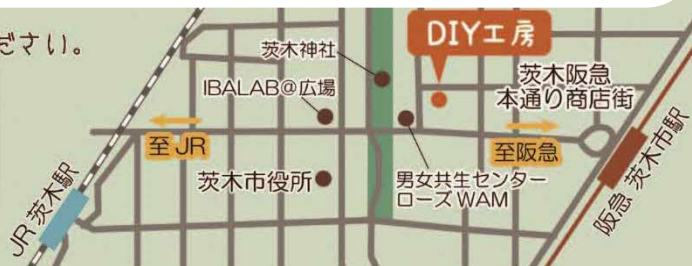 ださい。
DIY工房
茨木神社
IBALAB@広場
茨木阪急
本通り商店街
至JR
至阪急
茨木市役所
男女共生センター
ローズWAM
JR 茨木駅
阪急 茨木市駅